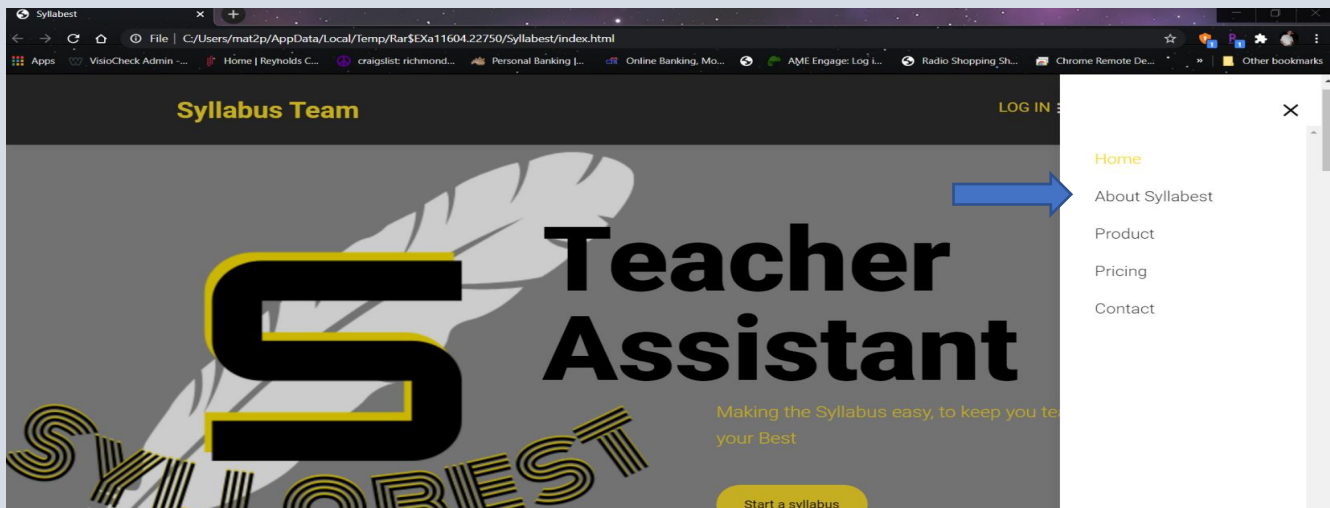 Syllabest
File | C:/Users/mat2p/AppData/Local/Temp/Rar$EXa11604.22750/Syllabest/index.html
Apps VisioCheck Admin -... Home | Reynolds C... craigslist: richmond... Personal Banking |... Online Banking, Mo... AME Engage: Log i... Radio Shopping Sh... Chrome Remote De... » Other bookmarks
Syllabus Team
LOG IN
Home
About Syllabest
Product
Pricing
Contact
Teacher
Assistant
Making the Syllabus easy, to keep you te
your Best
Start a syllabus
S
SYLLOBEST